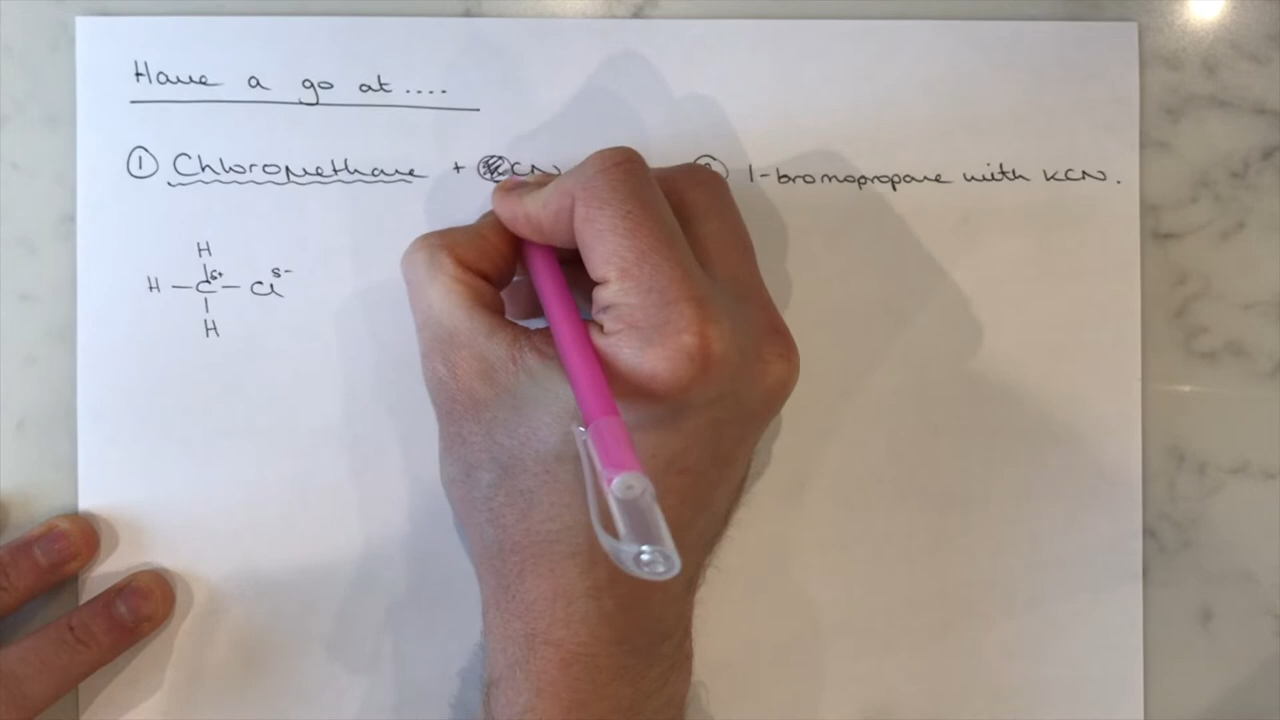 Have a go at ....
① Chloromethane + KCN
② 1-bromopropane with KCN.
H
H — C δ+ — Cl δ-
H